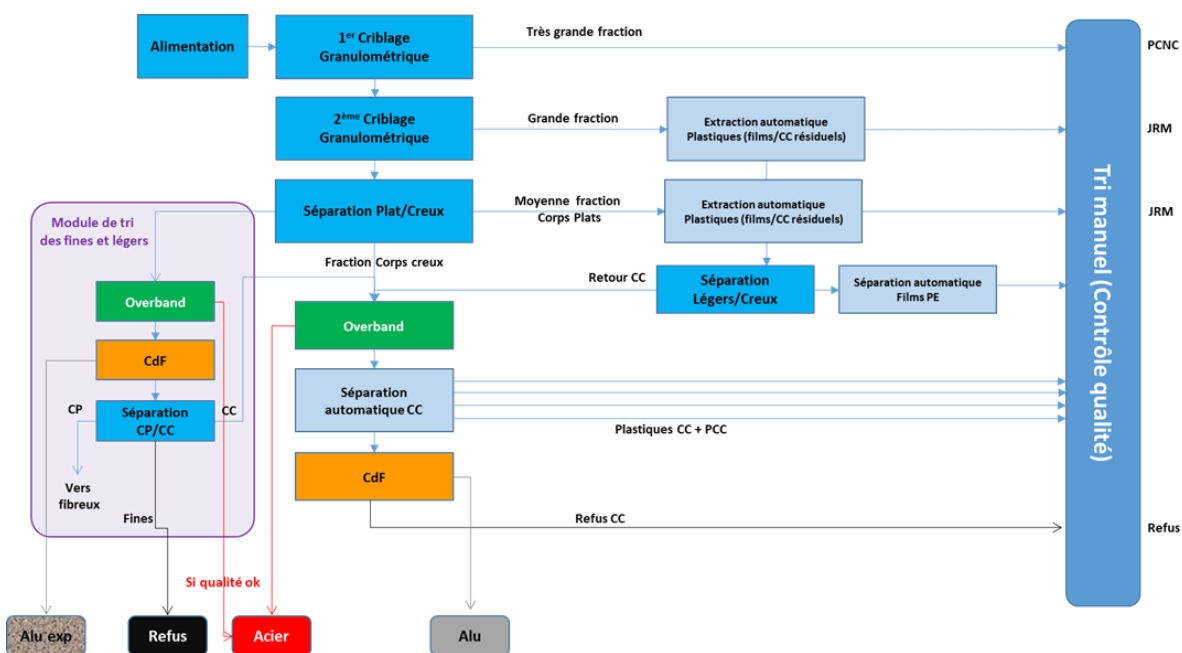 Alimentation
1er Criblage
Granulométrique
Très grande fraction
PCNC
2ème Criblage
Granulométrique
Grande fraction
Extraction automatique
Plastiques (films/CC résiduels)
JRM
Module de tri
des fines et légers
Séparation Plat/Creux
Moyenne fraction
Corps Plats
Extraction automatique
Plastiques (films/CC résiduels)
JRM
Fraction Corps creux
Retour CC
Séparation
Légers/Creux
Séparation automatique
Films PE
Overband
Overband
CdF
Séparation
automatique CC
CP
Séparation
CP/CC
CC
Plastiques CC + PCC
Vers
fibreux
CdF
Fines
Refus CC
Refus
Tri manuel (Contrôle qualité)
Si qualité ok
Alu exp
Refus
Acier
Alu